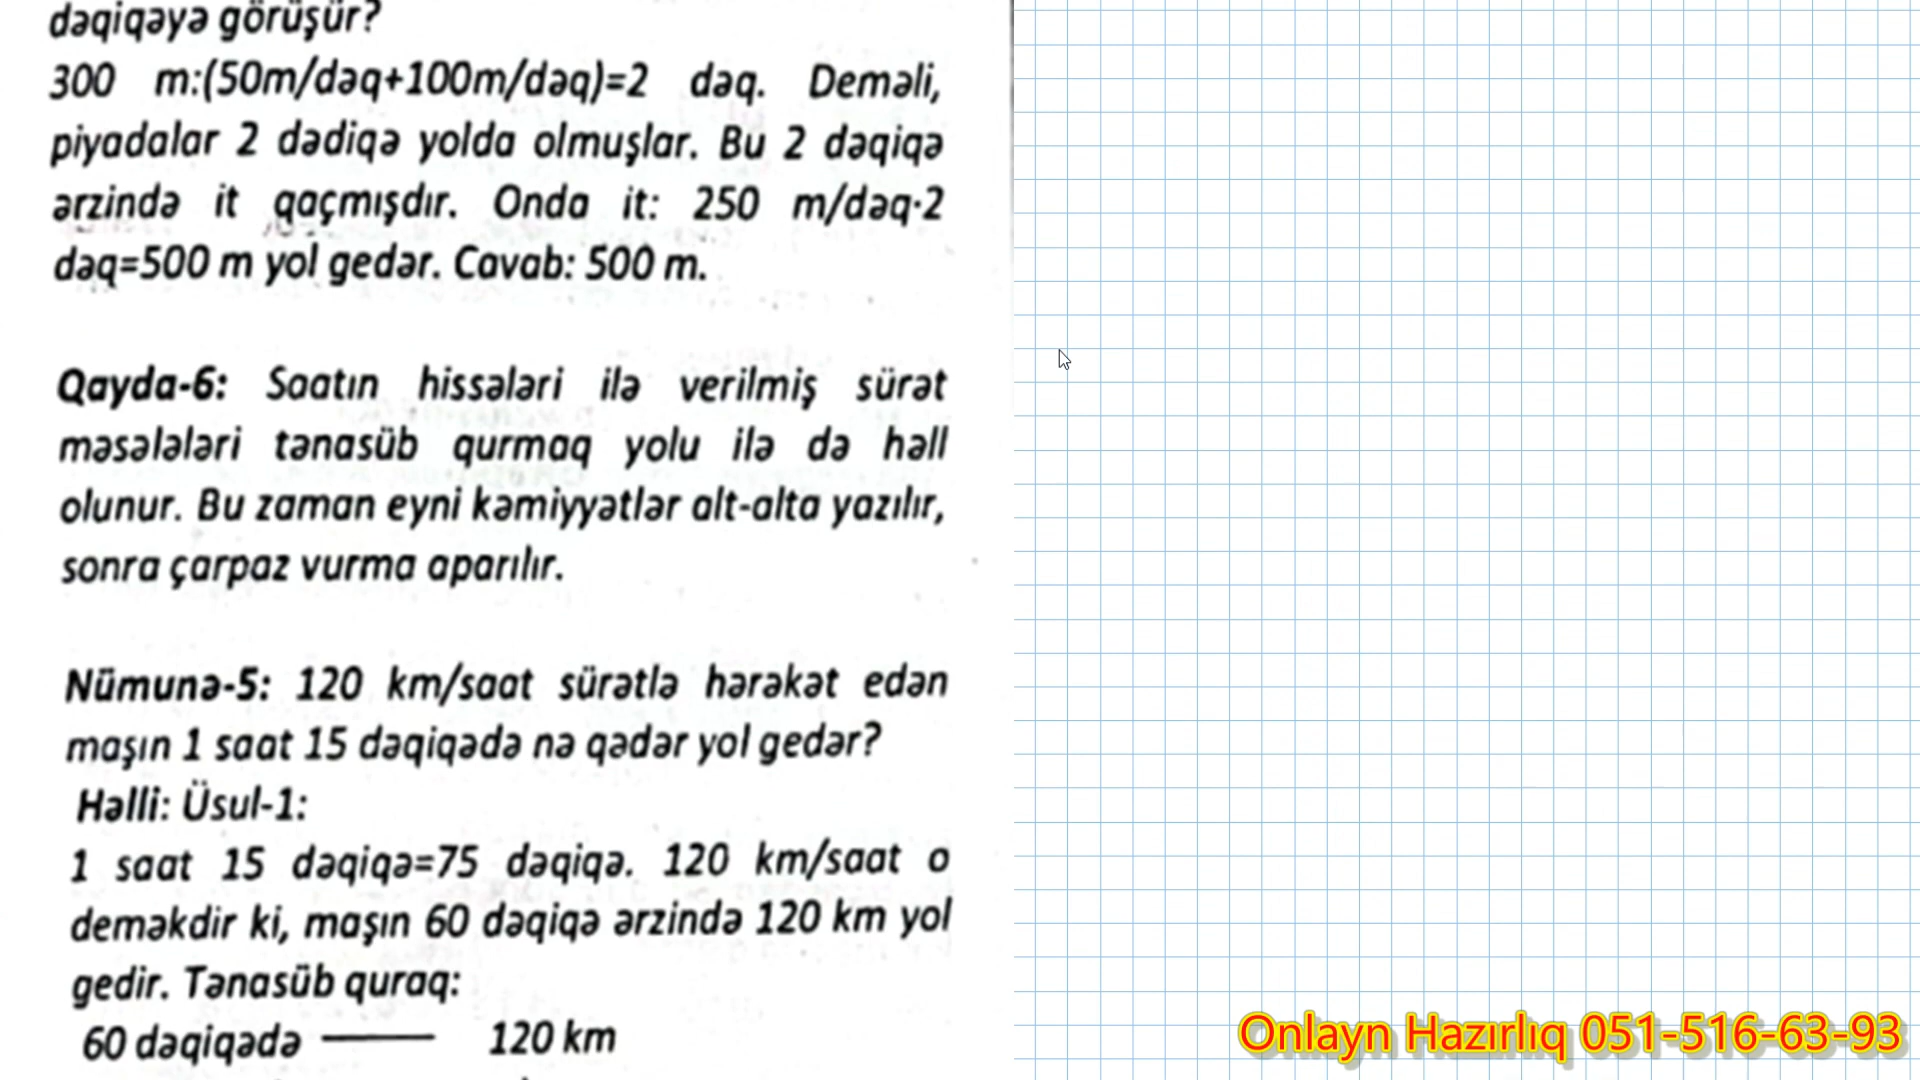 dəqiqəyə görüşür?
300 m:(50m/dəq+100m/dəq)=2 dəq. Deməli,
piyadalar 2 dədiqə yolda olmuşlar. Bu 2 dəqiqə
ərzində it qaçmışdır. Onda it: 250 m/dəq·2
dəq=500 m yol gedər. Cavab: 500 m.
Qayda-6: Saatın hissələri ilə verilmiş sürət
məsələləri tənasüb qurmaq yolu ilə də həll
olunur. Bu zaman eyni kəmiyyətlər alt-alta yazılır,
sonra çarpaz vurma aparılır.
Nümunə-5: 120 km/saat sürətlə hərəkət edən
maşın 1 saat 15 dəqiqədə nə qədər yol gedər?
Həlli: Üsul-1:
1 saat 15 dəqiqə=75 dəqiqə. 120 km/saat o
deməkdir ki, maşın 60 dəqiqə ərzində 120 km yol
gedir. Tənasüb quraq:
60 dəqiqədə —— 120 km
Onlayn Hazırlıq 051-516-63-93